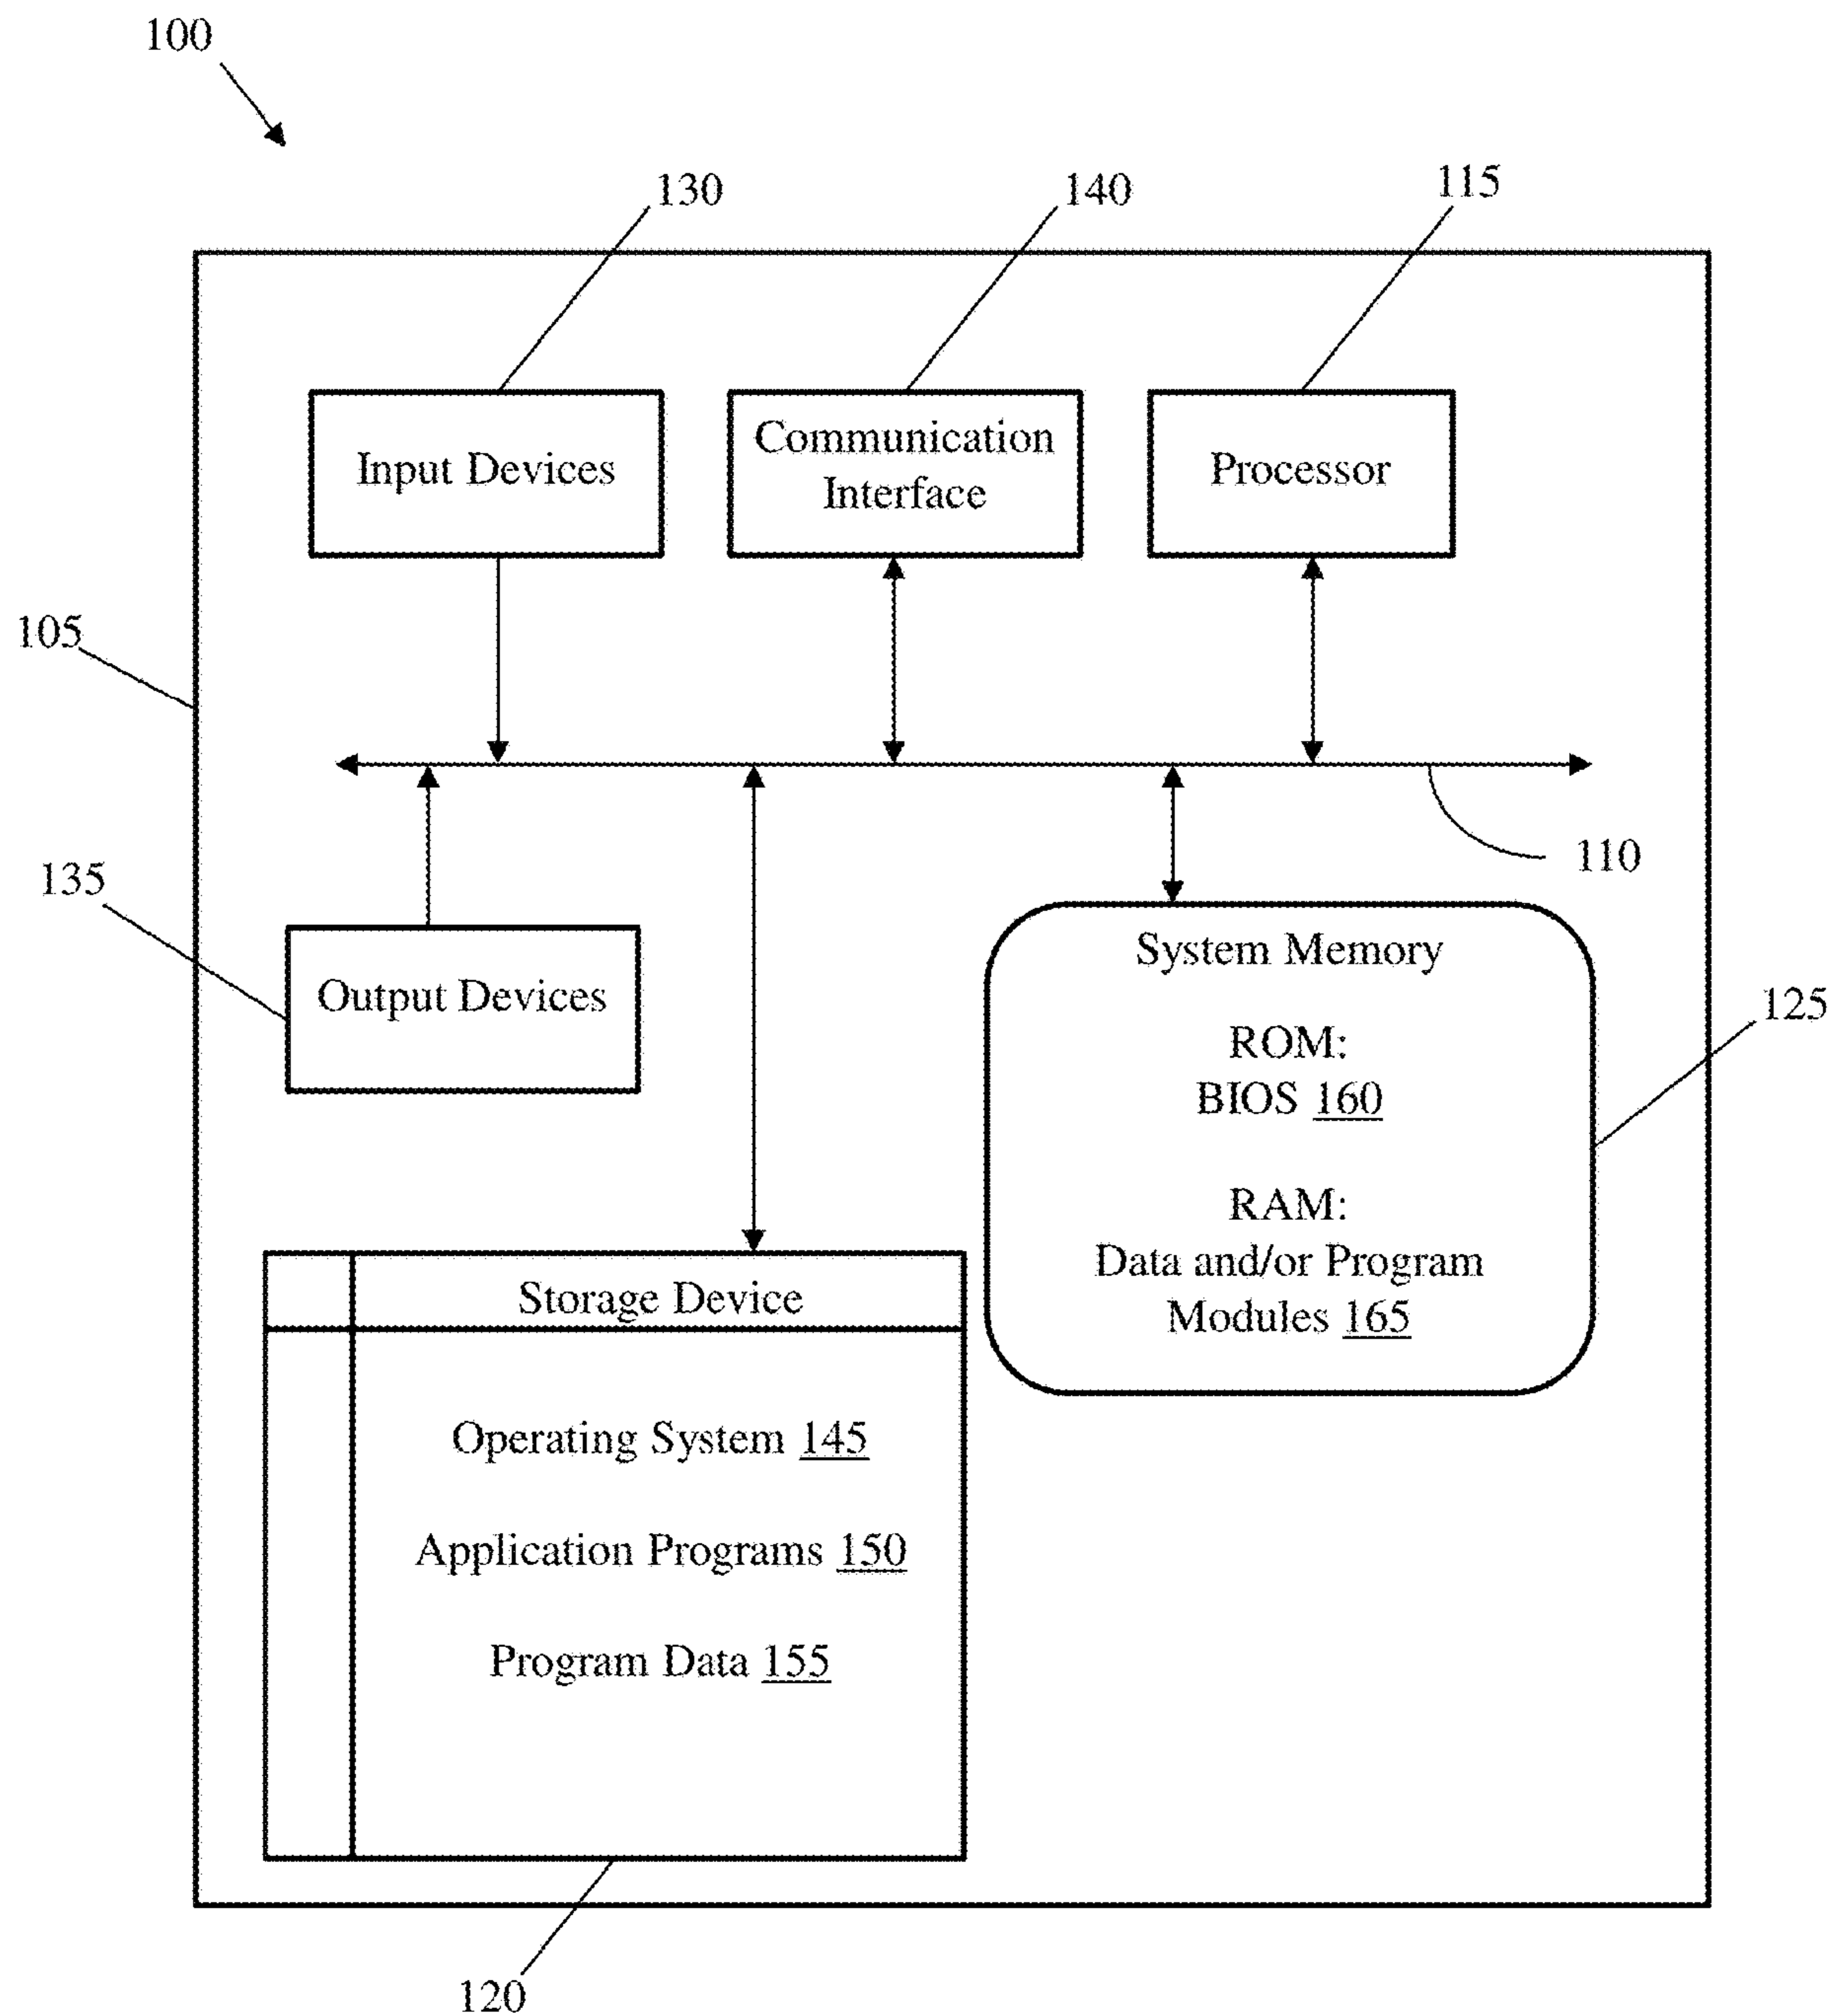 100
130
140
115
Input Devices
Communication
Interface
Processor
105
110
135
Output Devices
System Memory
ROM:
BIOS 160
RAM:
Data and/or Program
Modules 165
125
Storage Device
Operating System 145
Application Programs 150
Program Data 155
120